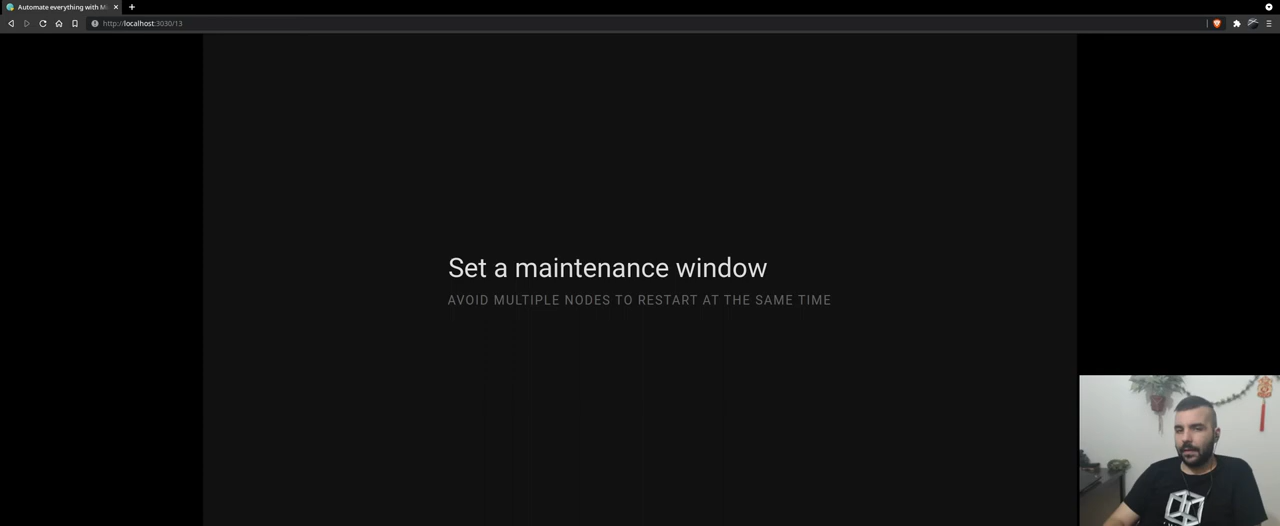 Automate everything with M
http://localhost:3030/13
Set a maintenance window
AVOID MULTIPLE NODES TO RESTART AT THE SAME TIME